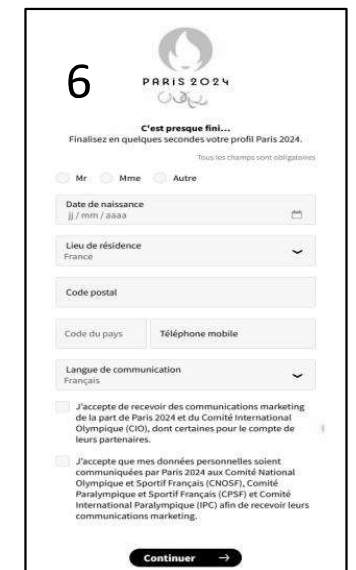 6
PARIS 2024
C'est presque fini...
Finalisez en quelques secondes votre profil Paris 2024.
Tous les champs sont obligatoires
Mr Mme Autre
Date de naissance
jj / mm / aaaa
Lieu de résidence
France
Code postal
Code du pays Téléphone mobile
Langue de communication
Français
J'accepte de recevoir des communications marketing
de la part de Paris 2024 et du Comité International
Olympique (CIO), dont certaines pour le compte de
leurs partenaires.
J'accepte que mes données personnelles soient
communiquées par Paris 2024 aux Comité National
Olympique et Sportif Français (CNOSF), Comité
Paralympique et Sportif Français (CPSF) et Comité
International Paralympique (IPC) afin de recevoir leurs
communications marketing.
Continuer →